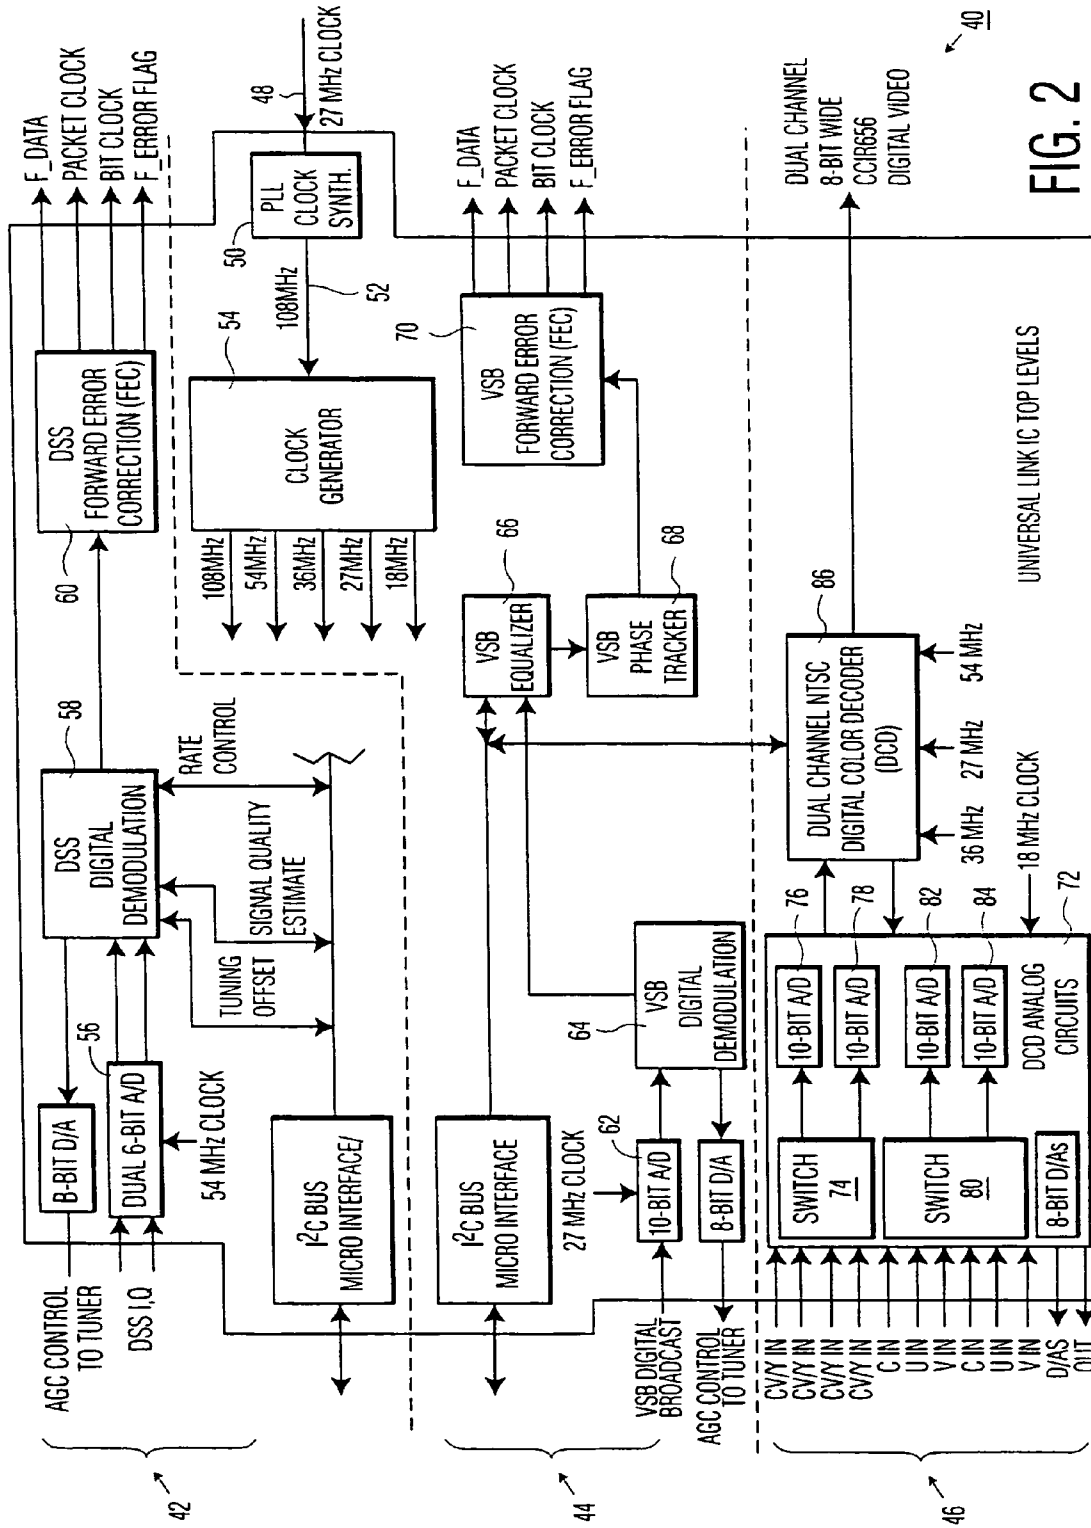 42
AGC CONTROL
TO TUNER
DSS I,Q
B-BIT D/A
DUAL 6-BIT A/D
56
54 MHz CLOCK
DSS
DIGITAL
DEMODULATION
58
TUNING
OFFSET
SIGNAL QUALITY
ESTIMATE
RATE
CONTROL
I²C BUS
MICRO INTERFACE/
60
DSS
FORWARD ERROR
CORRECTION (FEC)
F_DATA
PACKET CLOCK
BIT CLOCK
F_ERROR FLAG
108MHz
54MHz
36MHz
27MHz
18MHz
CLOCK
GENERATOR
54
108MHz
52
50
PLL
CLOCK
SYNTH.
48
27 MHz CLOCK
44
I²C BUS
MICRO INTERFACE
27 MHz CLOCK
62
VSB DIGITAL
BROADCAST
10-BIT A/D
AGC CONTROL
TO TUNER
8-BIT D/A
64
VSB
DIGITAL
DEMODULATION
VSB
EQUALIZER
66
VSB
PHASE
TRACKER
68
70
VSB
FORWARD ERROR
CORRECTION (FEC)
F_DATA
PACKET CLOCK
BIT CLOCK
F_ERROR FLAG
46
CV/Y IN
CV/Y IN
CV/Y IN
CV/Y IN
C IN
U IN
V IN
C IN
U IN
V IN
D/AS
OUT
SWITCH
74
SWITCH
80
8-BIT D/As
10-BIT A/D
76
10-BIT A/D
78
10-BIT A/D
82
10-BIT A/D
84
DCD ANALOG
CIRCUITS
72
18 MHz CLOCK
DUAL CHANNEL NTSC
DIGITAL COLOR DECODER
(DCD)
86
36 MHz
27 MHz
54 MHz
DUAL CHANNEL
8-BIT WIDE
CCIR656
DIGITAL VIDEO
UNIVERSAL LINK IC TOP LEVELS
40
FIG. 2